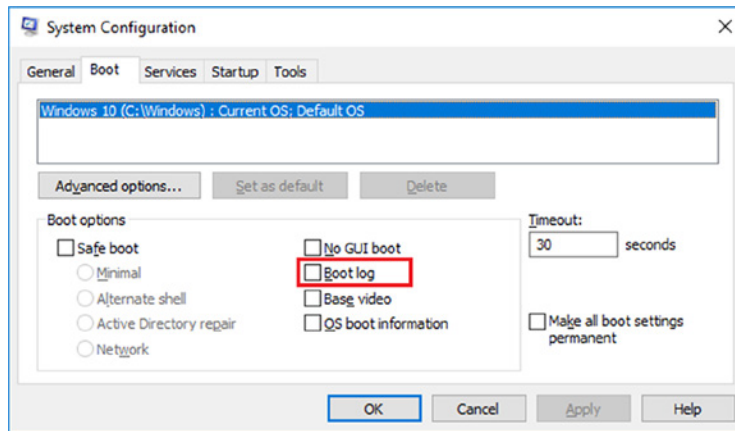 System Configuration
General Boot Services Startup Tools
Windows 10 (C:\Windows) : Current OS; Default OS
Advanced options... Set as default Delete
Boot options
Safe boot
Minimal
Alternate shell
Active Directory repair
Network
No GUI boot
Boot log
Base video
OS boot information
Timeout:
30 seconds
Make all boot settings
permanent
OK Cancel Apply Help